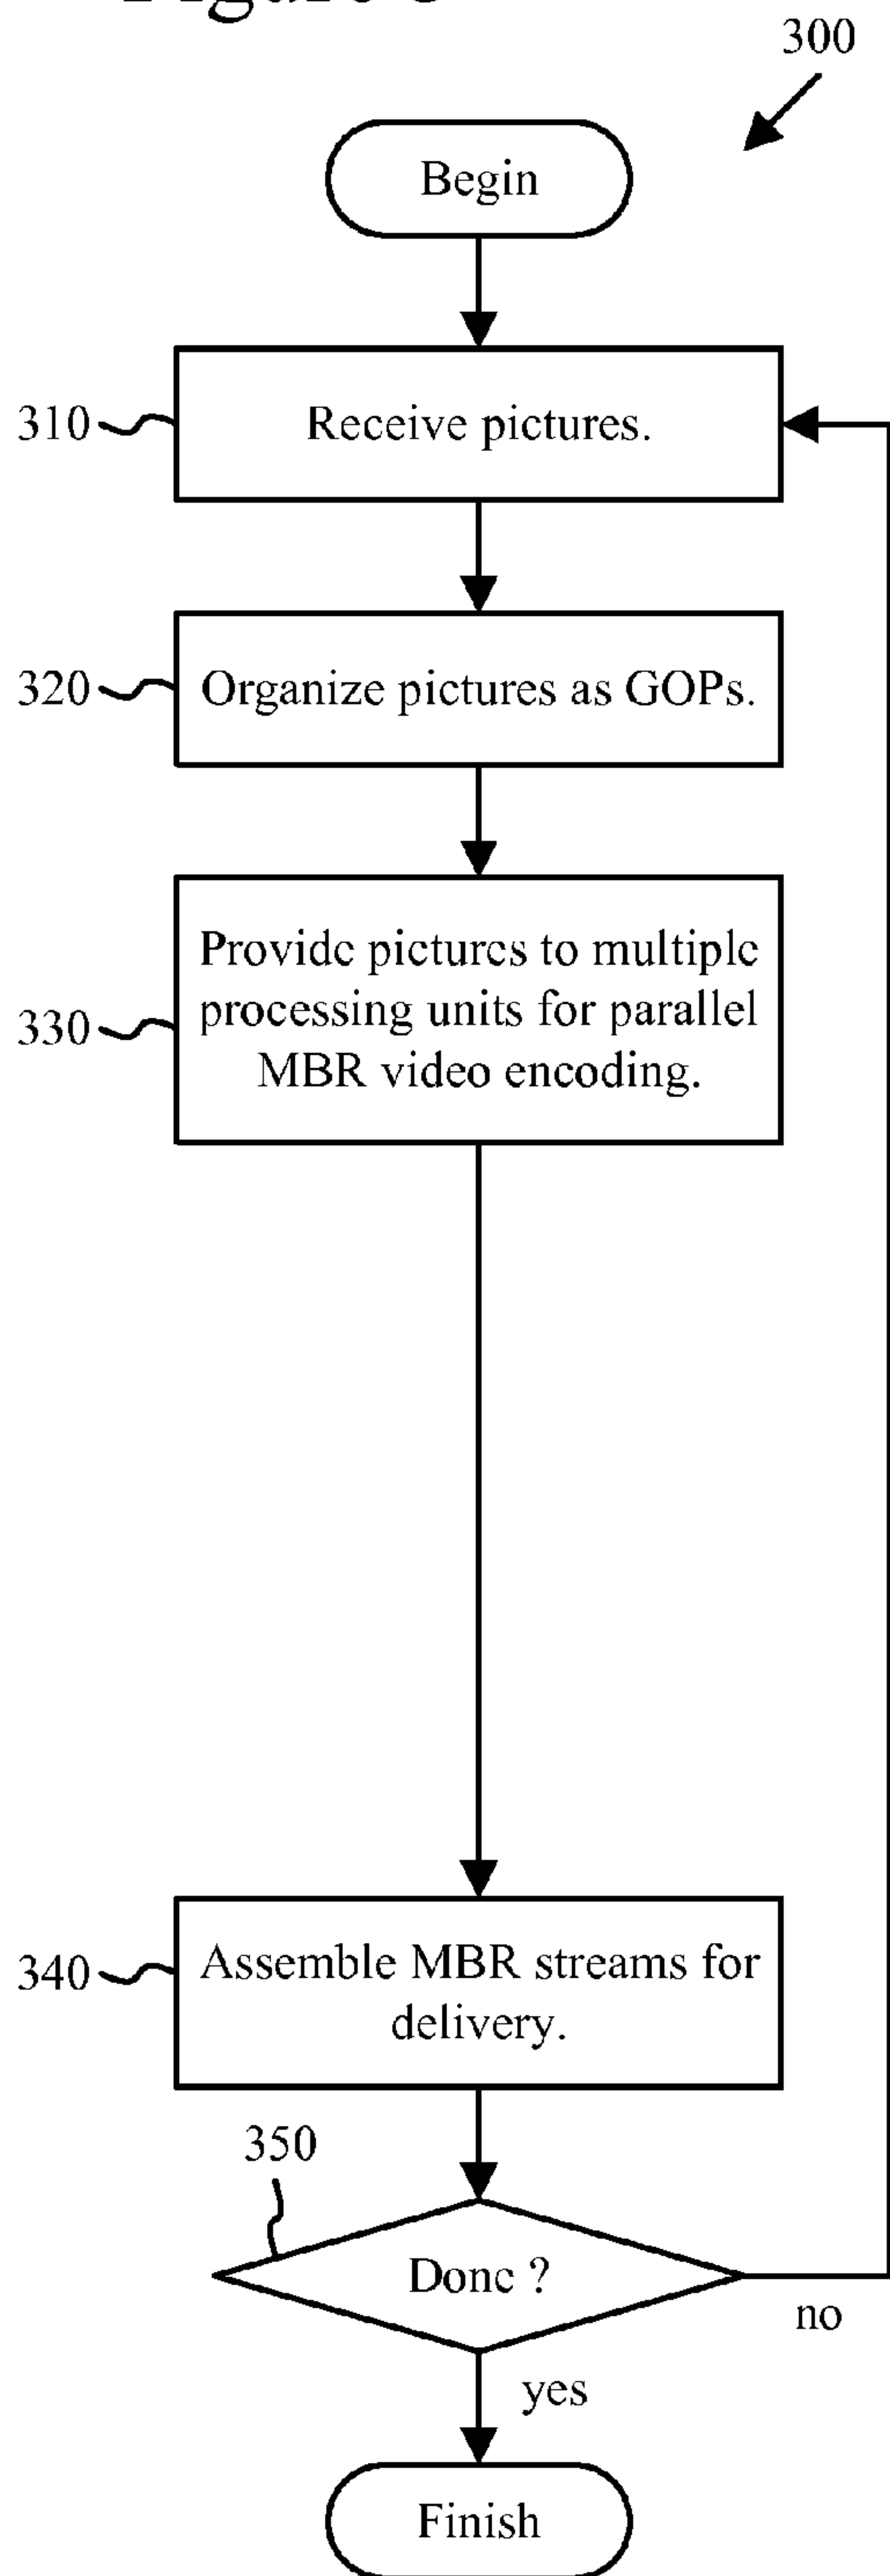 300
Begin
310
Receive pictures.
320
Organize pictures as GOPs.
330
Provide pictures to multiple
processing units for parallel
MBR video encoding.
340
Assemble MBR streams for
delivery.
350
Done ?
no
yes
Finish